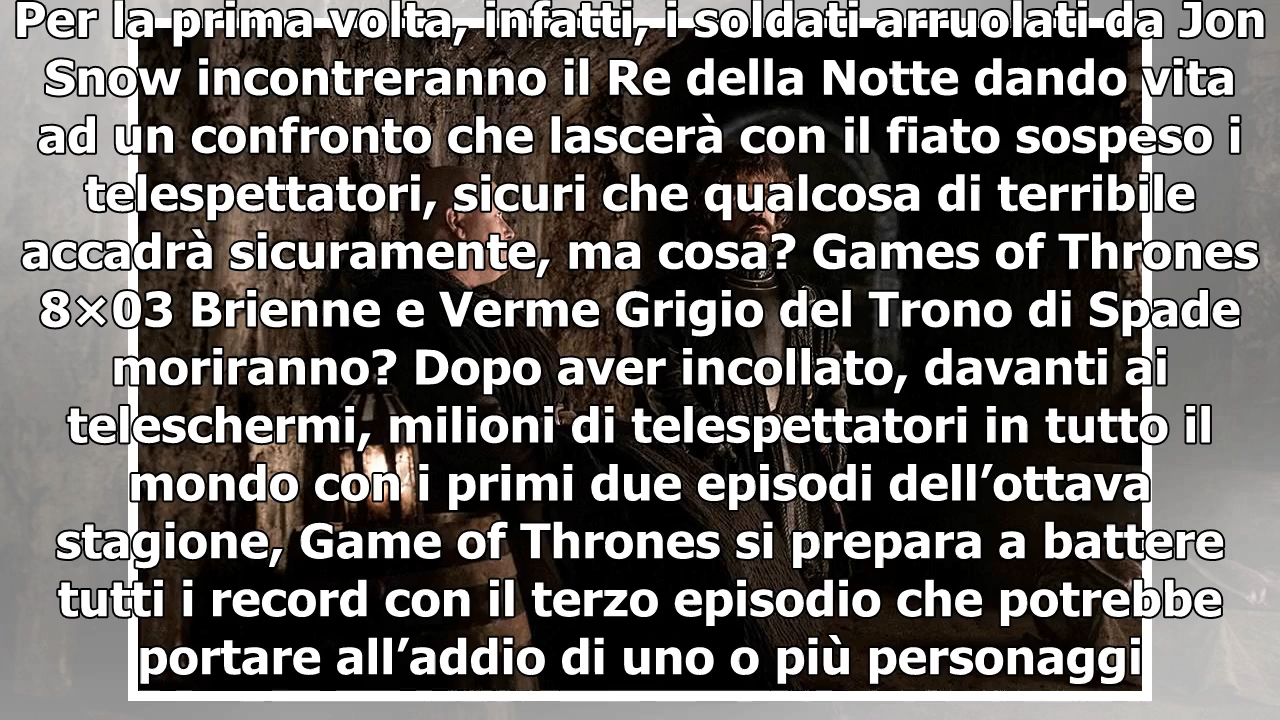 Per la prima volta, infatti, i soldati arruolati da Jon
Snow incontreranno il Re della Notte dando vita
ad un confronto che lascerà con il fiato sospeso i
telespettatori, sicuri che qualcosa di terribile
accadrà sicuramente, ma cosa? Games of Thrones
8×03 Brienne e Verme Grigio del Trono di Spade
moriranno? Dopo aver incollato, davanti ai
teleschermi, milioni di telespettatori in tutto il
mondo con i primi due episodi dell’ottava
stagione, Game of Thrones si prepara a battere
tutti i record con il terzo episodio che potrebbe
portare all’addio di uno o più personaggi